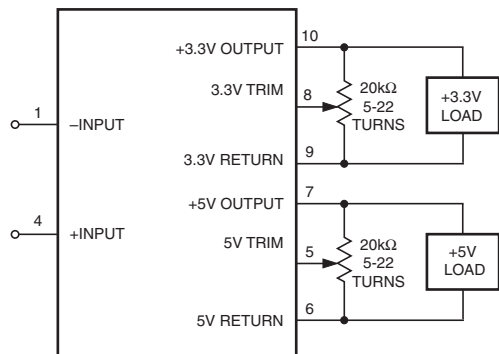 10
+3.3V OUTPUT
3.3V TRIM
8
20kΩ
5-22
TURNS
+3.3V
LOAD
1
–INPUT
3.3V RETURN
9
+5V OUTPUT
7
4
+INPUT
5V TRIM
5
20kΩ
5-22
TURNS
+5V
LOAD
5V RETURN
6